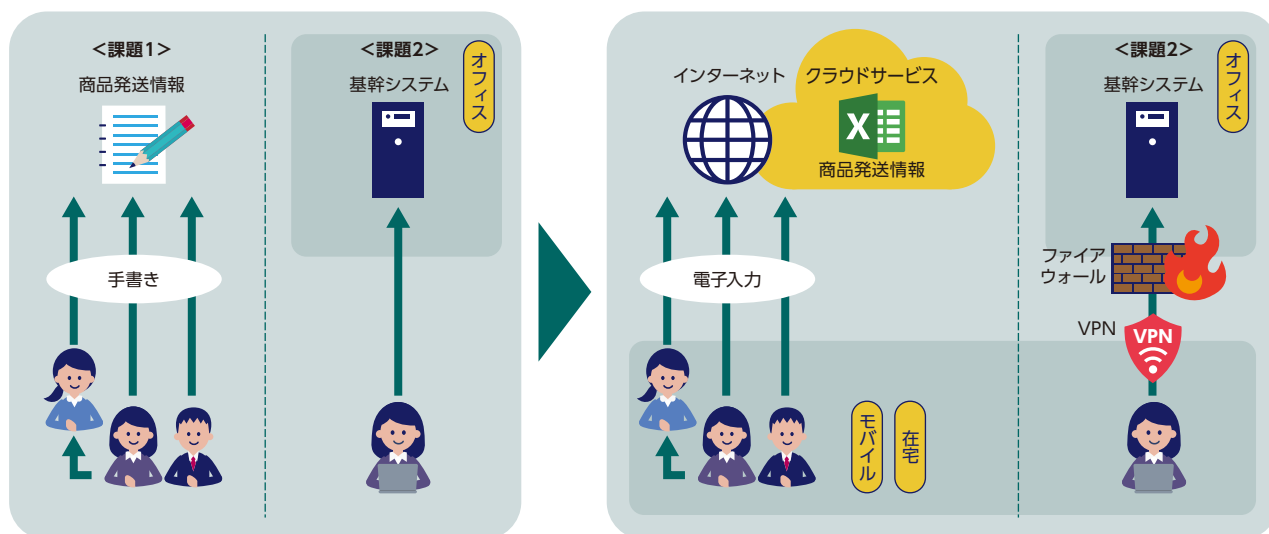 <課題1>
商品発送情報
手書き
<課題2>
基幹システム
オフィス
インターネット
クラウドサービス
商品発送情報
電子入力
モバイル
在宅
<課題2>
基幹システム
オフィス
ファイア
ウォール
VPN
VPN